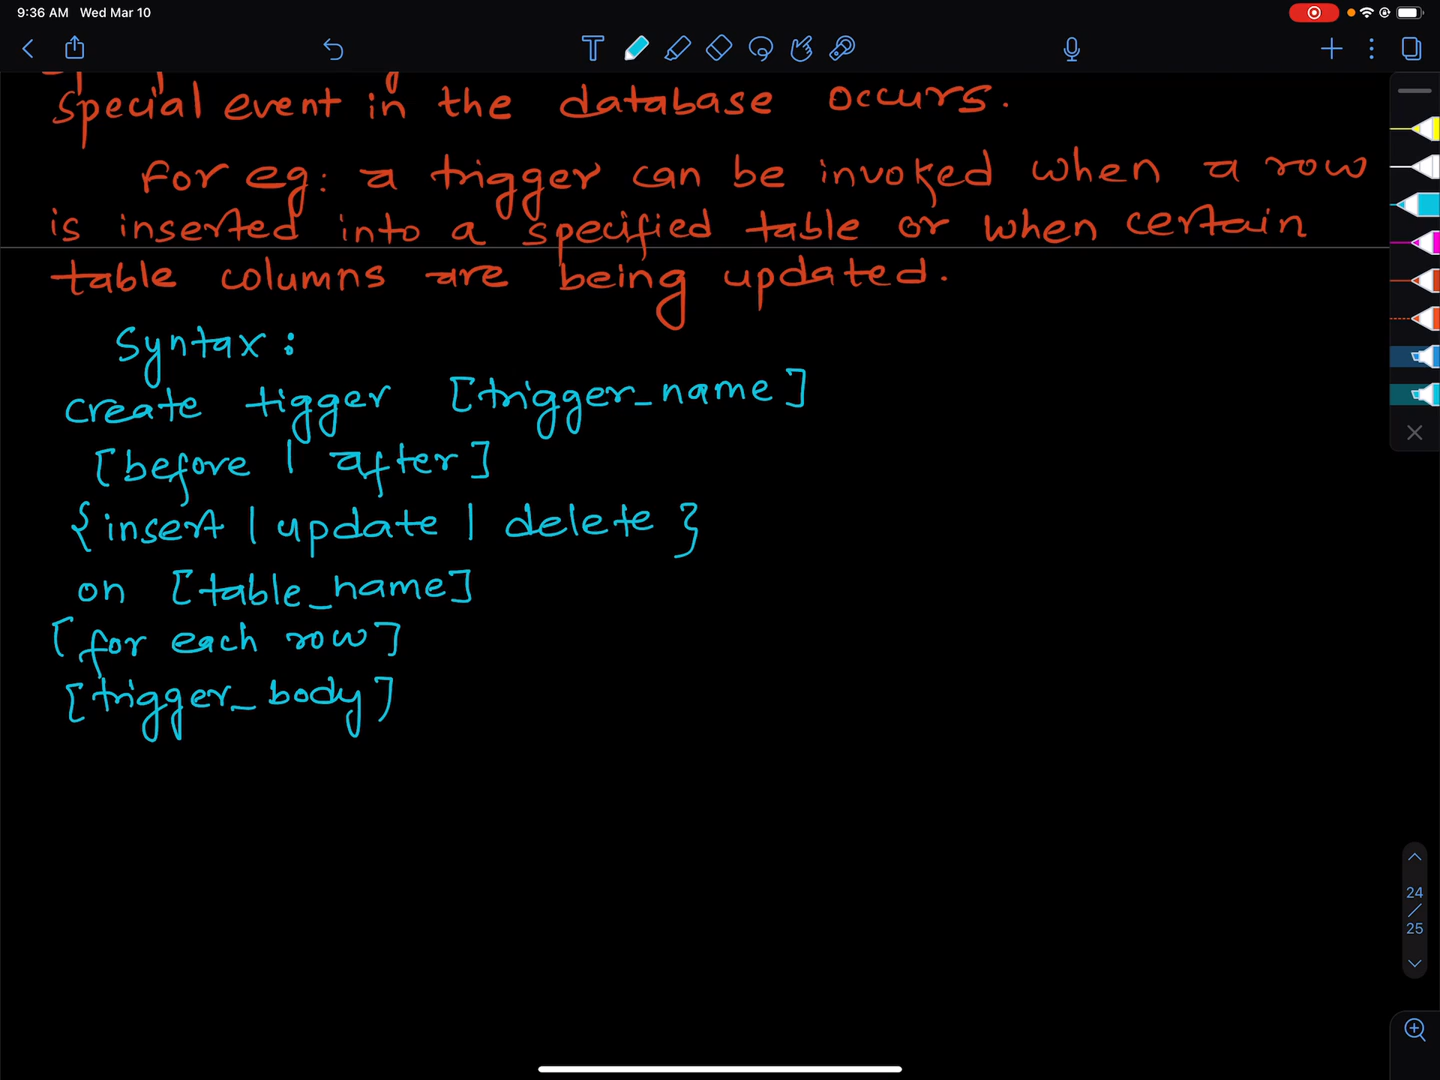 9:36 AM Wed Mar 10
special event in the database occurs.
For eg: a trigger can be invoked when a row
is inserted into a specified table or when certain
table columns are being updated.
Syntax:
create tigger [trigger_name]
[before | after]
{insert | update | delete}
on [table_name]
[for each row]
[trigger_body]
24
/
25